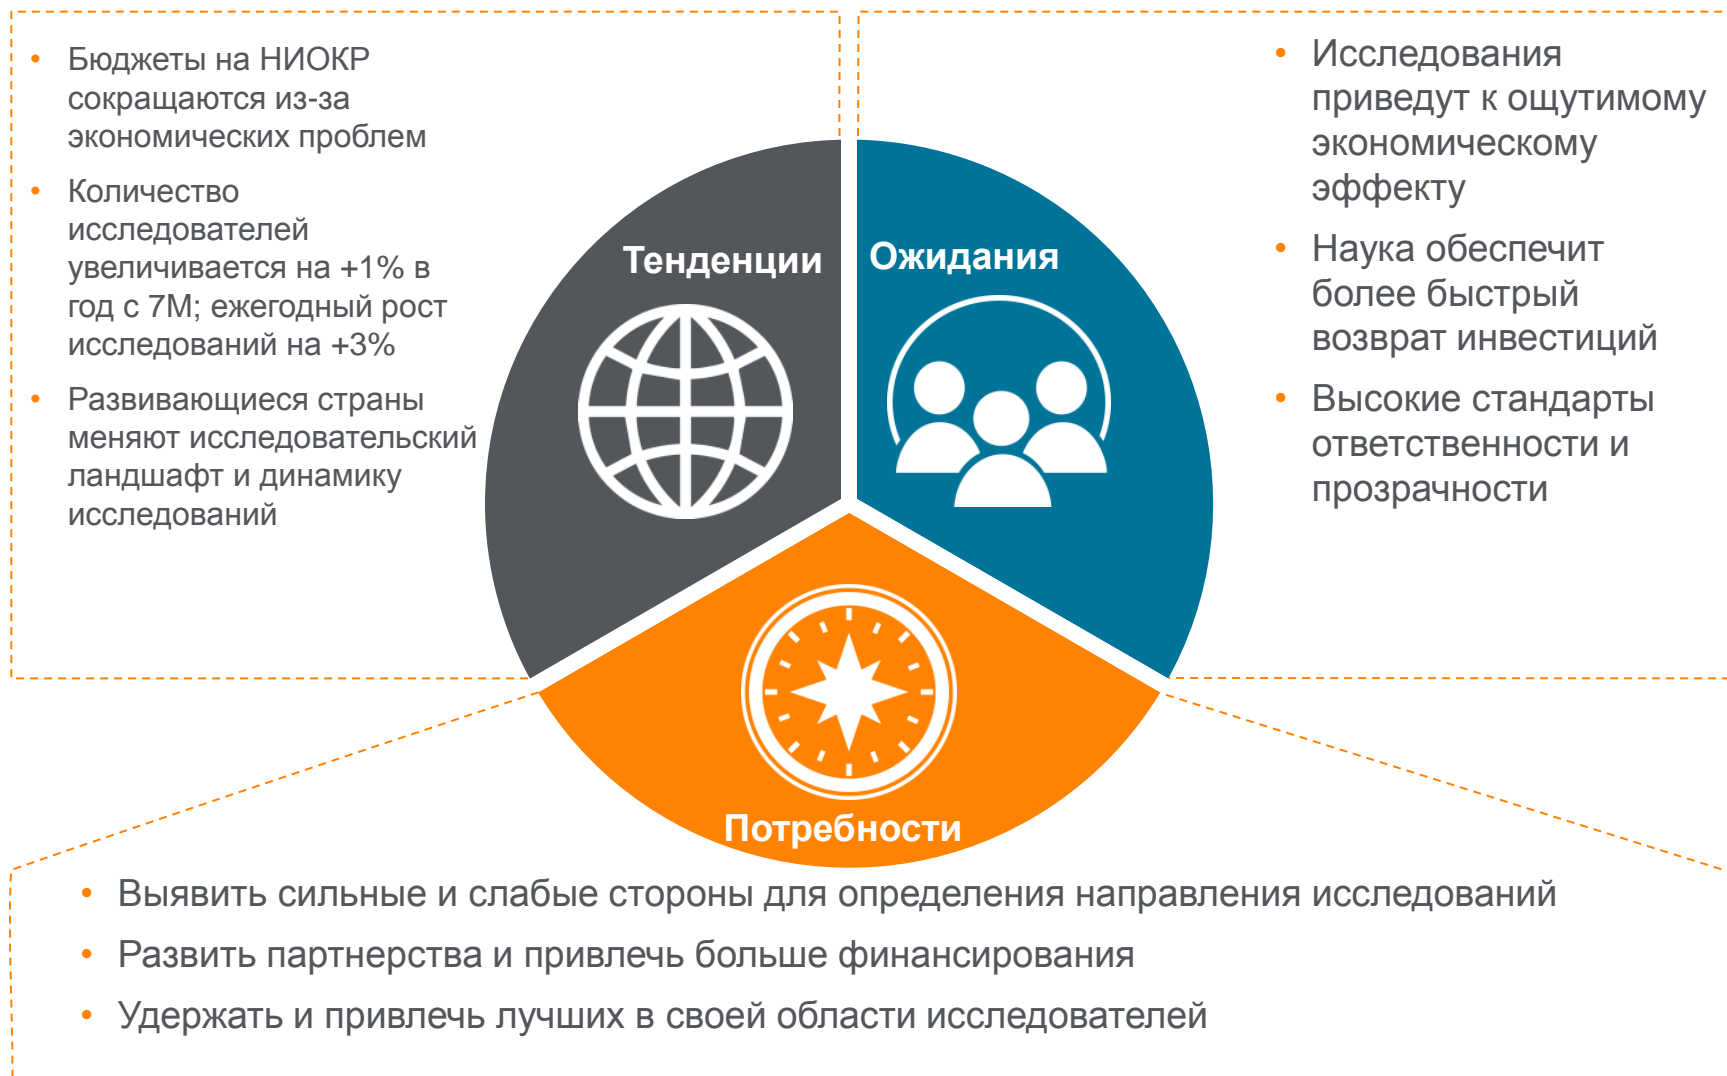 • Бюджеты на НИОКР
сокращаются из-за
экономических проблем
• Количество
исследователей
увеличивается на +1% в
год с 7М; ежегодный рост
исследований на +3%
• Развивающиеся страны
меняют исследовательский
ландшафт и динамику
исследований
Тенденции
Ожидания
• Исследования
приведут к ощутимому
экономическому
эффекту
• Наука обеспечит
более быстрый
возврат инвестиций
• Высокие стандарты
ответственности и
прозрачности
Потребности
• Выявить сильные и слабые стороны для определения направления исследований
• Развить партнерства и привлечь больше финансирования
• Удержать и привлечь лучших в своей области исследователей